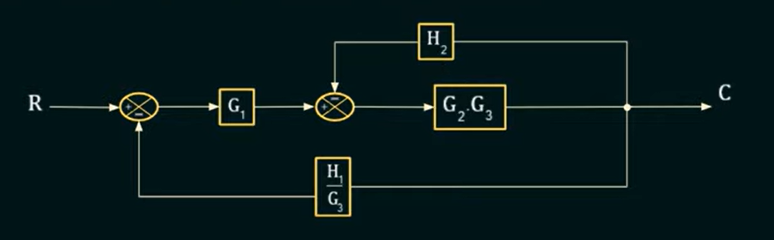 H₂
R
+
−
G₁
−
+
G₂.G₃
C
H₁
G₃